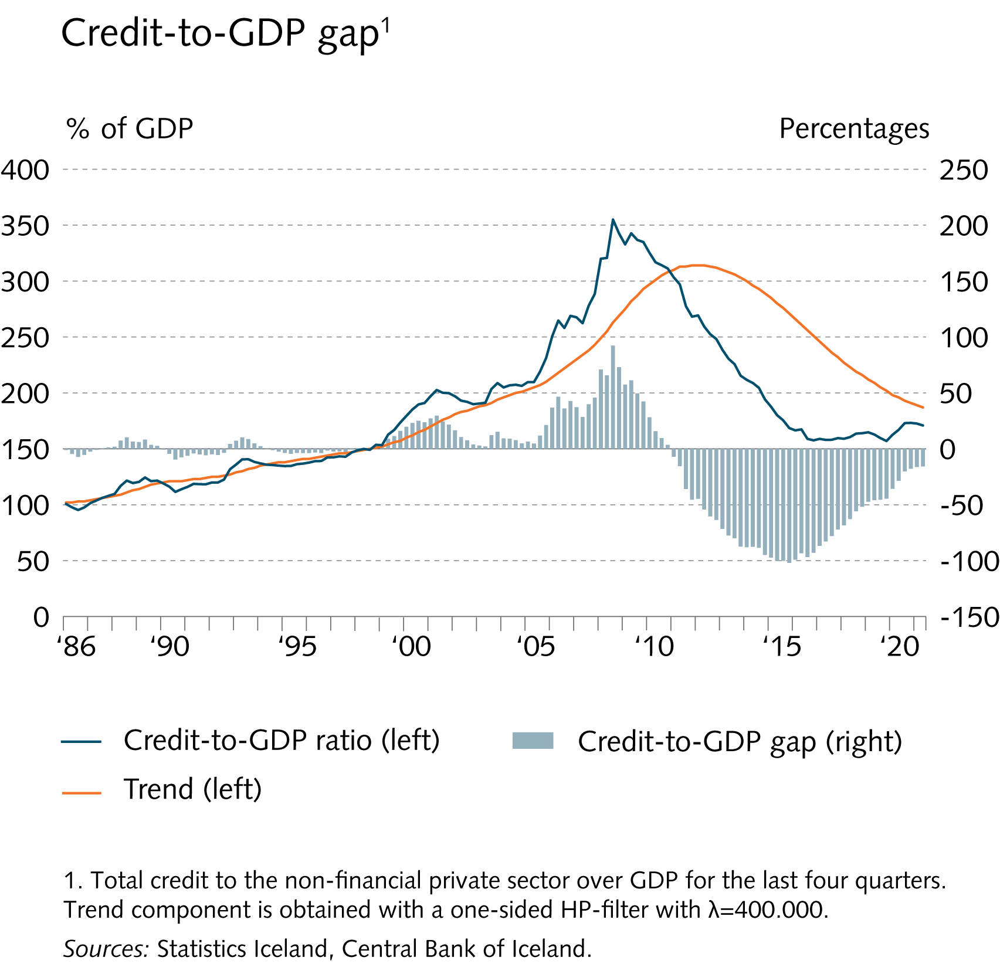 Credit-to-GDP gap¹
% of GDP
Percentages
400
250
350
200
300
150
250
100
200
50
150
0
100
-50
50
-100
0
-150
‘86 ‘90 ‘95 ‘00 ‘05 ‘10 ‘15 ‘20
Credit-to-GDP ratio (left)
Credit-to-GDP gap (right)
Trend (left)
1. Total credit to the non-financial private sector over GDP for the last four quarters.
Trend component is obtained with a one-sided HP-filter with λ=400.000.
Sources: Statistics Iceland, Central Bank of Iceland.